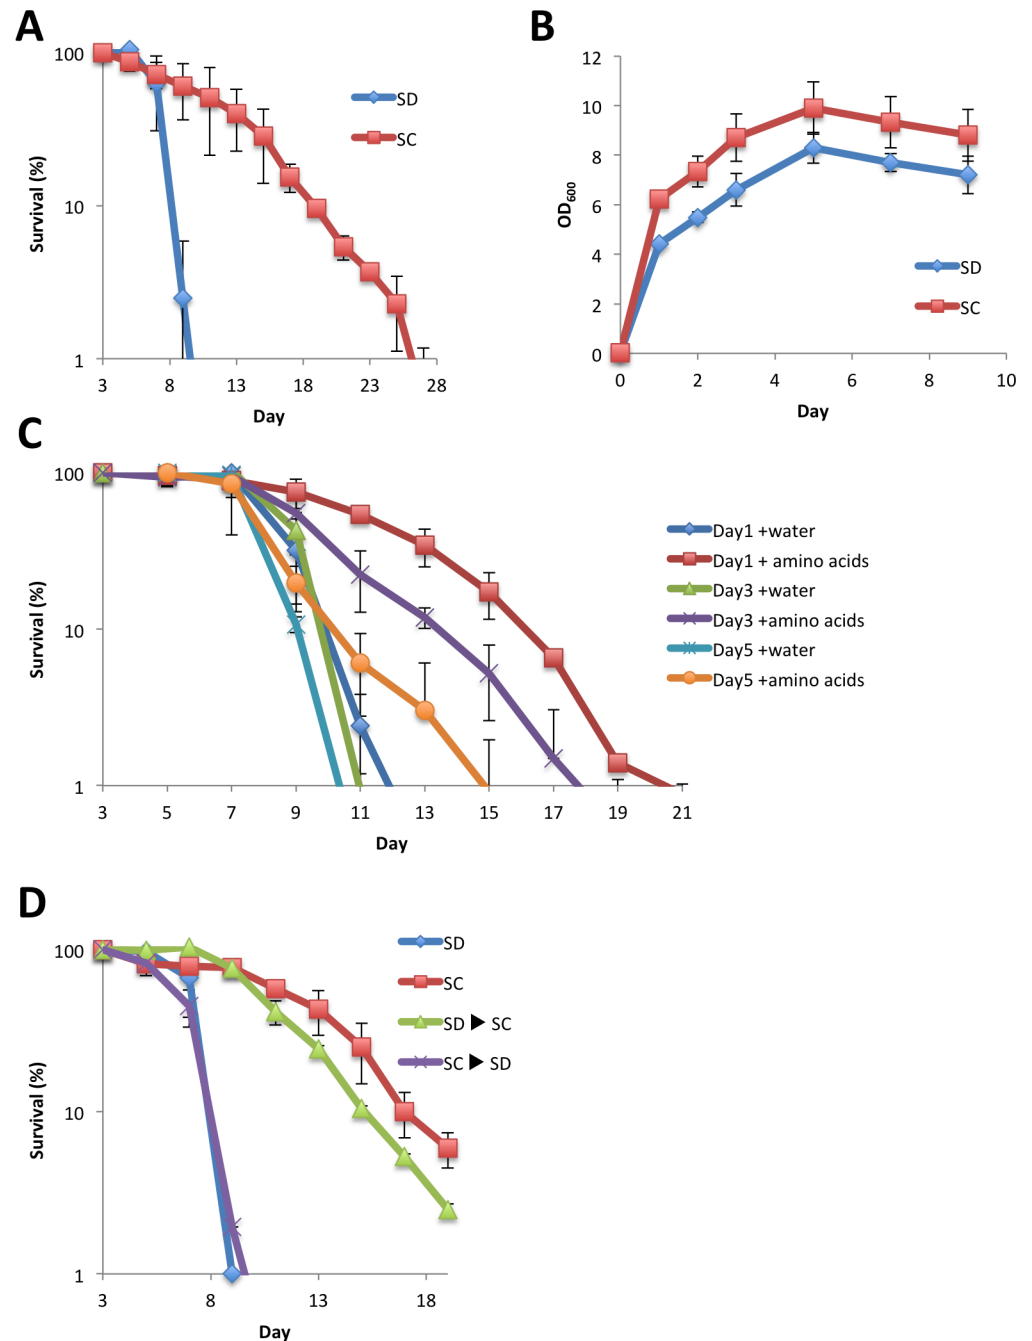 A
100
10
1
Survival (%)
3 8 13 18 23 28
Day
SD
SC
B
12
10
8
6
4
2
0
OD600
0 2 4 6 8 10
Day
SD
SC
C
100
10
1
Survival (%)
3 5 7 9 11 13 15 17 19 21
Day
Day1 +water
Day1 + amino acids
Day3 +water
Day3 +amino acids
Day5 +water
Day5 +amino acids
D
100
10
1
Survival (%)
3 8 13 18
Day
SD
SC
SD ▶ SC
SC ▶ SD